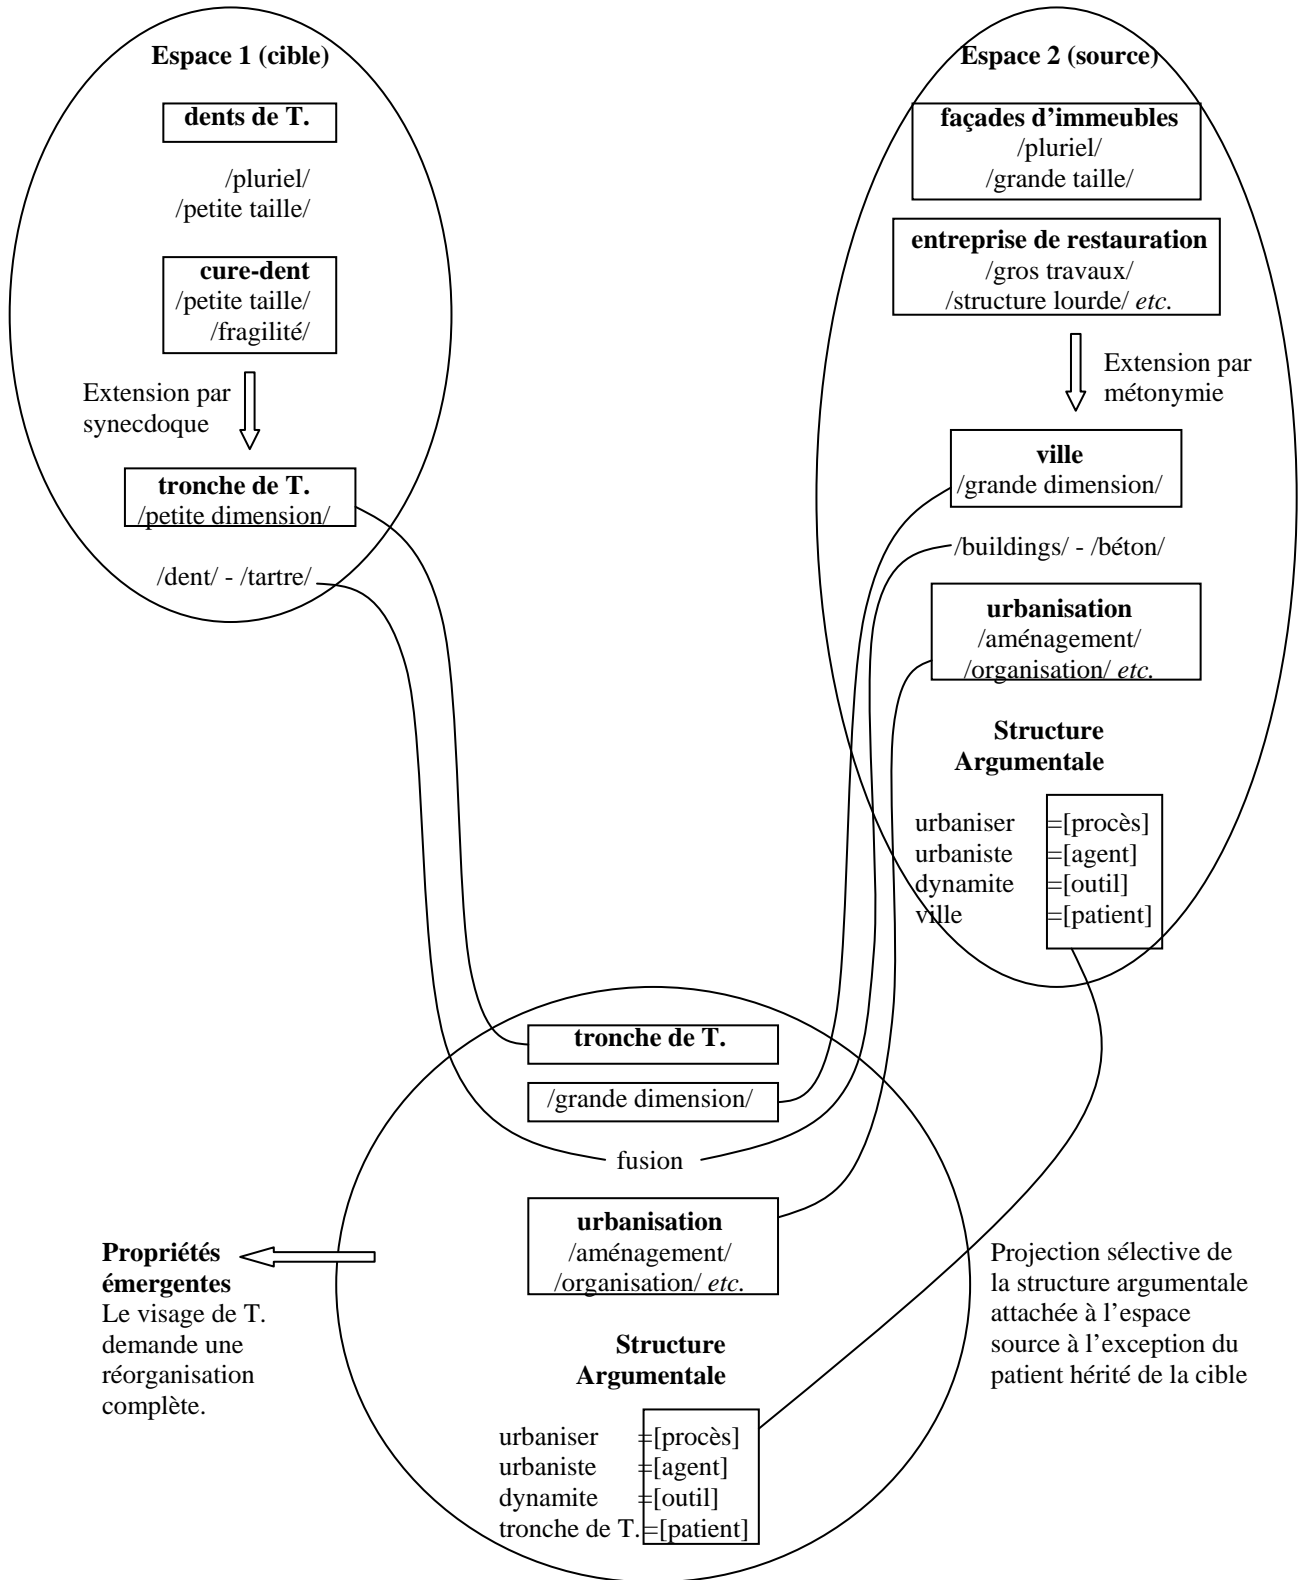 Espace 1 (cible)
dents de T.
/pluriel/
/petite taille/
cure-dent
/petite taille/
/fragilité/
Extension par
synecdoque
tronche de T.
/petite dimension/
/dent/ - /tartre/
Espace 2 (source)
façades d’immeubles
/pluriel/
/grande taille/
entreprise de restauration
/gros travaux/
/structure lourde/ etc.
Extension par
métonymie
ville
/grande dimension/
/buildings/ - /béton/
urbanisation
/aménagement/
/organisation/ etc.
Structure
Argumentale
urbaniser =[procès]
urbaniste =[agent]
dynamite =[outil]
ville =[patient]
tronche de T.
/grande dimension/
fusion
urbanisation
/aménagement/
/organisation/ etc.
Structure
Argumentale
urbaniser =[procès]
urbaniste =[agent]
dynamite =[outil]
tronche de T.=[patient]
Propriétés
émergentes
Le visage de T.
demande une
réorganisation
complète.
Projection sélective de
la structure argumentale
attachée à l’espace
source à l’exception du
patient hérité de la cible